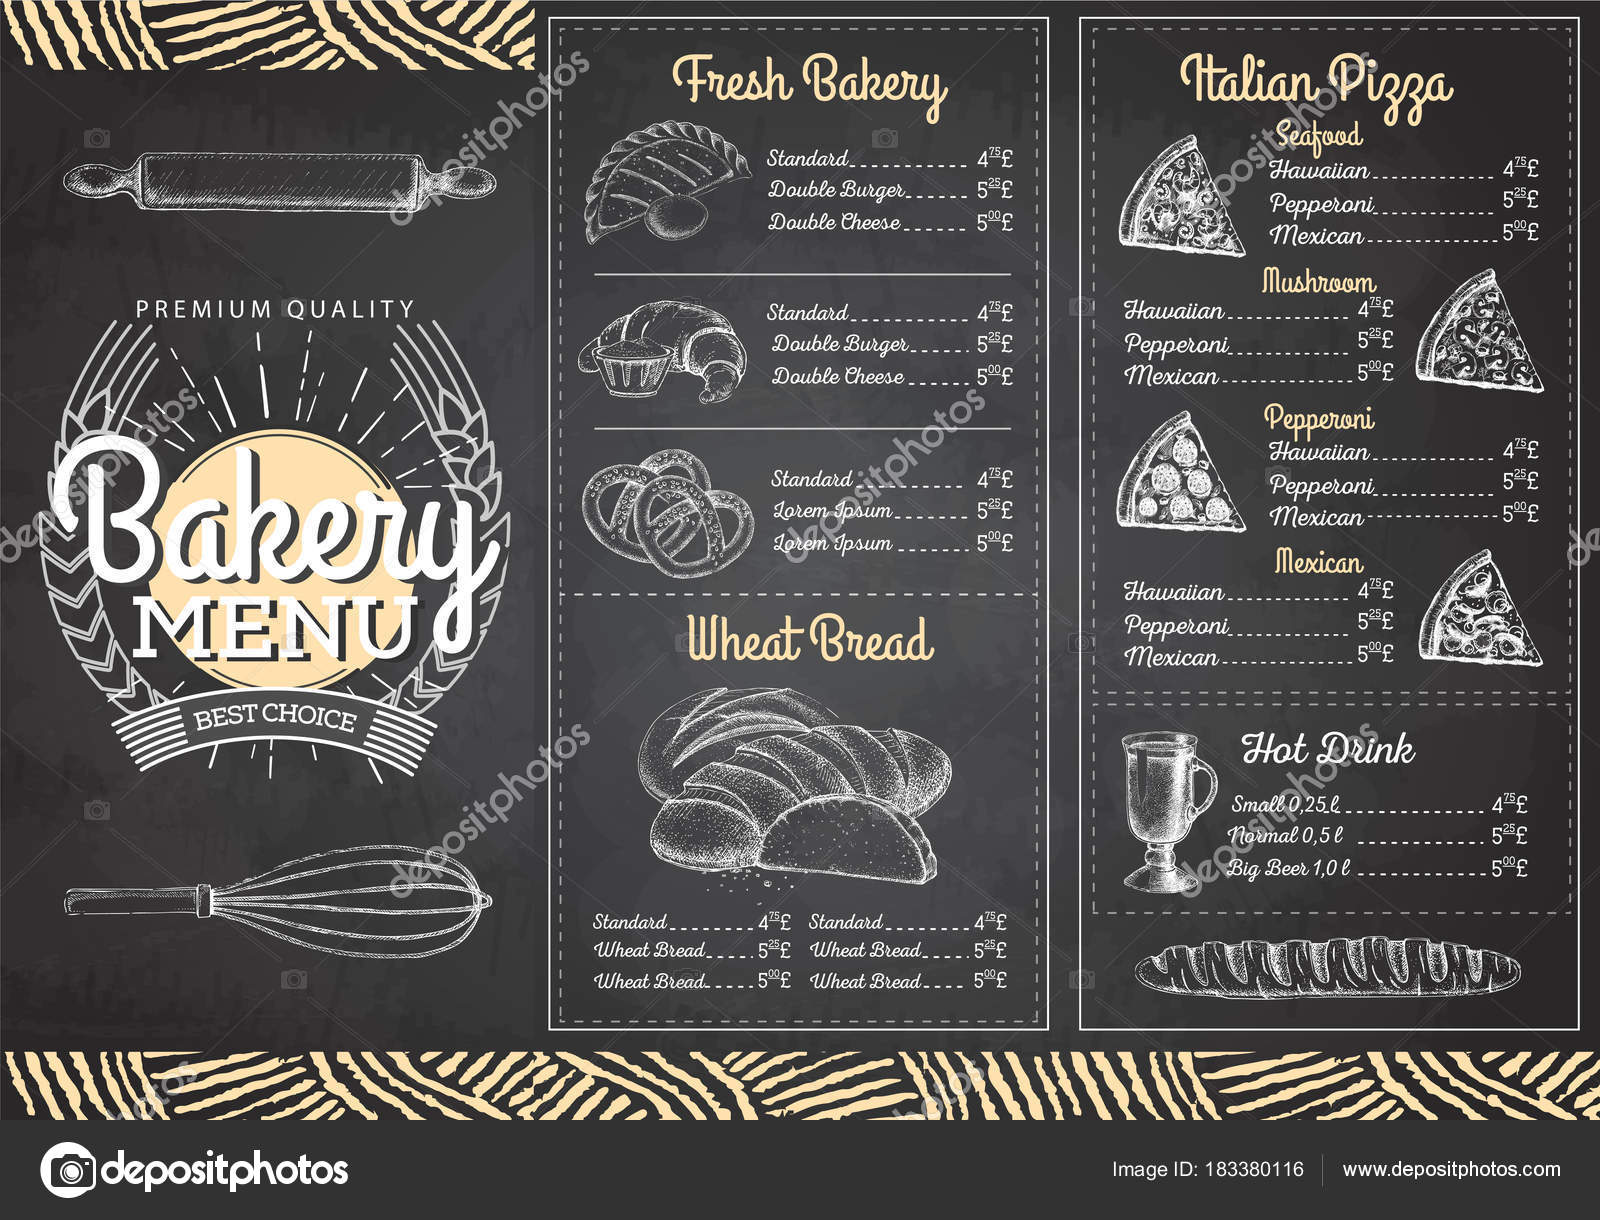 PREMIUM QUALITY
Bakery
MENU
BEST CHOICE
Fresh Bakery
Standard 4.75£
Double Burger 5.25£
Double Cheese 5.00£
Standard 4.75£
Double Burger 5.25£
Double Cheese 5.00£
Standard 4.75£
Lorem Ipsum 5.25£
Lorem Ipsum 5.00£
Wheat Bread
Standard 4.75£ Standard 4.75£
Wheat Bread 5.25£ Wheat Bread 5.25£
Wheat Bread 5.00£ Wheat Bread 5.00£
Italian Pizza
Seafood
Hawaiian 4.75£
Pepperoni 5.25£
Mexican 5.00£
Mushroom
Hawaiian 4.75£
Pepperoni 5.25£
Mexican 5.00£
Pepperoni
Hawaiian 4.75£
Pepperoni 5.25£
Mexican 5.00£
Mexican
Hawaiian 4.75£
Pepperoni 5.25£
Mexican 5.00£
Hot Drink
Small 0,25 l 4.75£
Normal 0,5 l 5.25£
Big Beer 1,0 l 5.00£
depositphotos
Image ID: 183380116
www.depositphotos.com